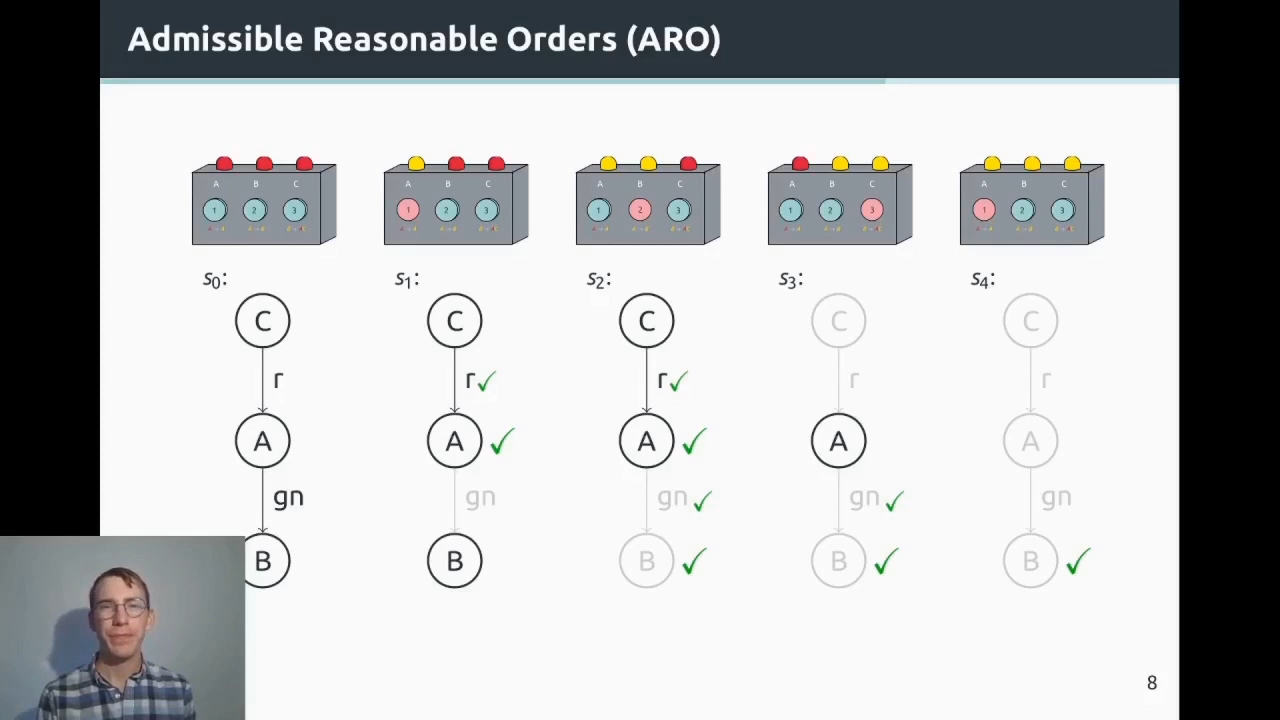 Admissible Reasonable Orders (ARO)
A B C A B C A B C A B C A B C
1 2 3 1 2 3 1 2 3 1 2 3 1 2 3
s0: s1: s2: s3: s4:
C C C C C
r r✓ r✓ r r
A A✓ A✓ A A
gn gn gn✓ gn✓ gn
B B B✓ B✓ B✓
8